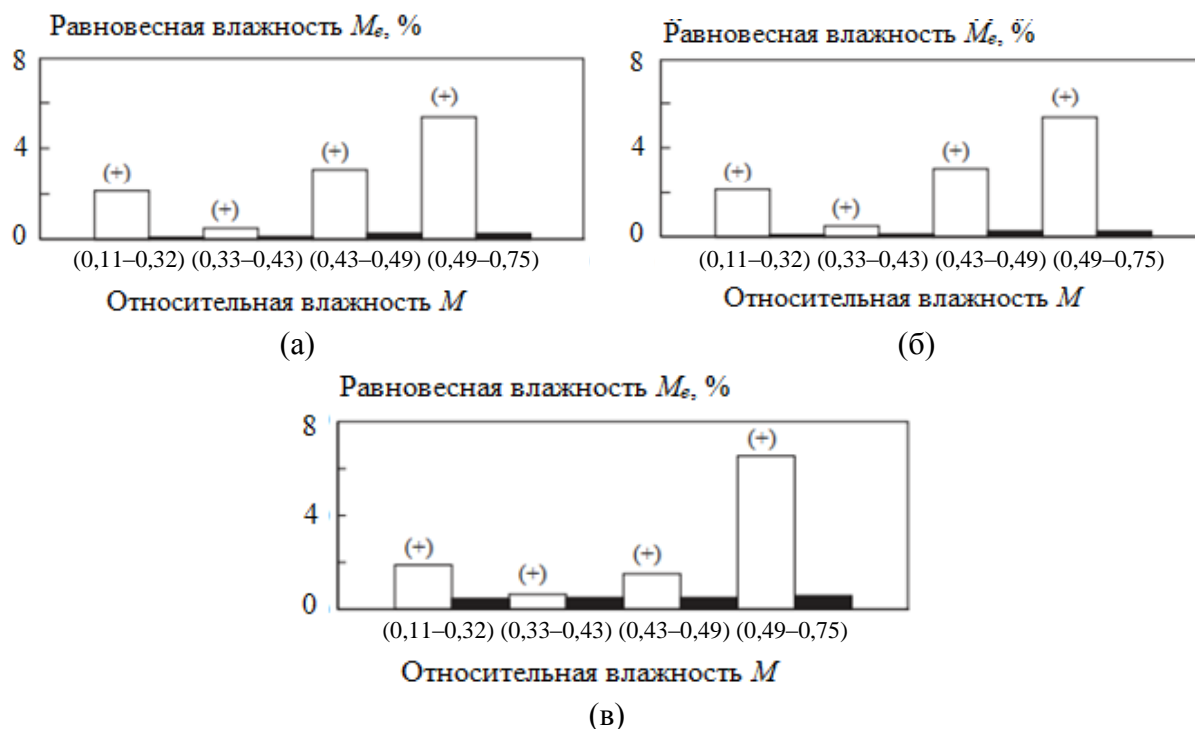 Равновесная влажность Mₑ, %
8
(+)
(+)
4
(+)
(+)
0
(0,11–0,32) (0,33–0,43) (0,43–0,49) (0,49–0,75)
Относительная влажность M
(а)
Равновесная влажность Mₑ, %
8
(+)
(+)
4
(+)
(+)
0
(0,11–0,32) (0,33–0,43) (0,43–0,49) (0,49–0,75)
Относительная влажность M
(б)
Равновесная влажность Mₑ, %
8
(+)
4
(+)
(+)
(+)
0
(0,11–0,32) (0,33–0,43) (0,43–0,49) (0,49–0,75)
Относительная влажность M
(в)